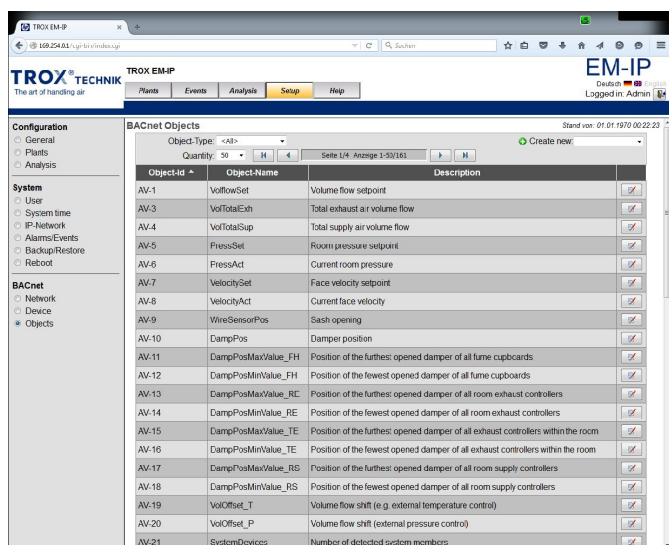 TROX EM-IP
169.254.0.1/cgi-bin/index.cgi
Suchen
TROX® TECHNIK
The art of handling air
TROX EM-IP
Plants Events Analysis Setup Help
EM-IP
Deutsch English
Logged in: Admin
Configuration
General
Plants
Analysis
System
User
System time
IP-Network
Alarms/Events
Backup/Restore
Reboot
BACnet
Network
Device
Objects
BACnet Objects
Stand von: 01.01.1970 00:22:23
Object-Type: <All>
Create new:
Quantity: 50 Seite 1/4 Anzeige 1-50/161
Object-Id Object-Name Description
AV-1 VolflowSet Volume flow setpoint
AV-3 VolTotalExh Total exhaust air volume flow
AV-4 VolTotalSup Total supply air volume flow
AV-5 PressSet Room pressure setpoint
AV-6 PressAct Current room pressure
AV-7 VelocitySet Face velocity setpoint
AV-8 VelocityAct Current face velocity
AV-9 WireSensorPos Sash opening
AV-10 DampPos Damper position
AV-11 DampPosMaxValue_FH Position of the furthest opened damper of all fume cupboards
AV-12 DampPosMinValue_FH Position of the fewest opened damper of all fume cupboards
AV-13 DampPosMaxValue_RE Position of the furthest opened damper of all room exhaust controllers
AV-14 DampPosMinValue_RE Position of the fewest opened damper of all room exhaust controllers
AV-15 DampPosMaxValue_TE Position of the furthest opened damper of all exhaust controllers within the room
AV-16 DampPosMinValue_TE Position of the fewest opened damper of all exhaust controllers within the room
AV-17 DampPosMaxValue_RS Position of the furthest opened damper of all room supply controllers
AV-18 DampPosMinValue_RS Position of the fewest opened damper of all room supply controllers
AV-19 VolOffset_T Volume flow shift (e.g. external temperature control)
AV-20 VolOffset_P Volume flow shift (external pressure control)
AV-21 SystemDevices Number of detected system members